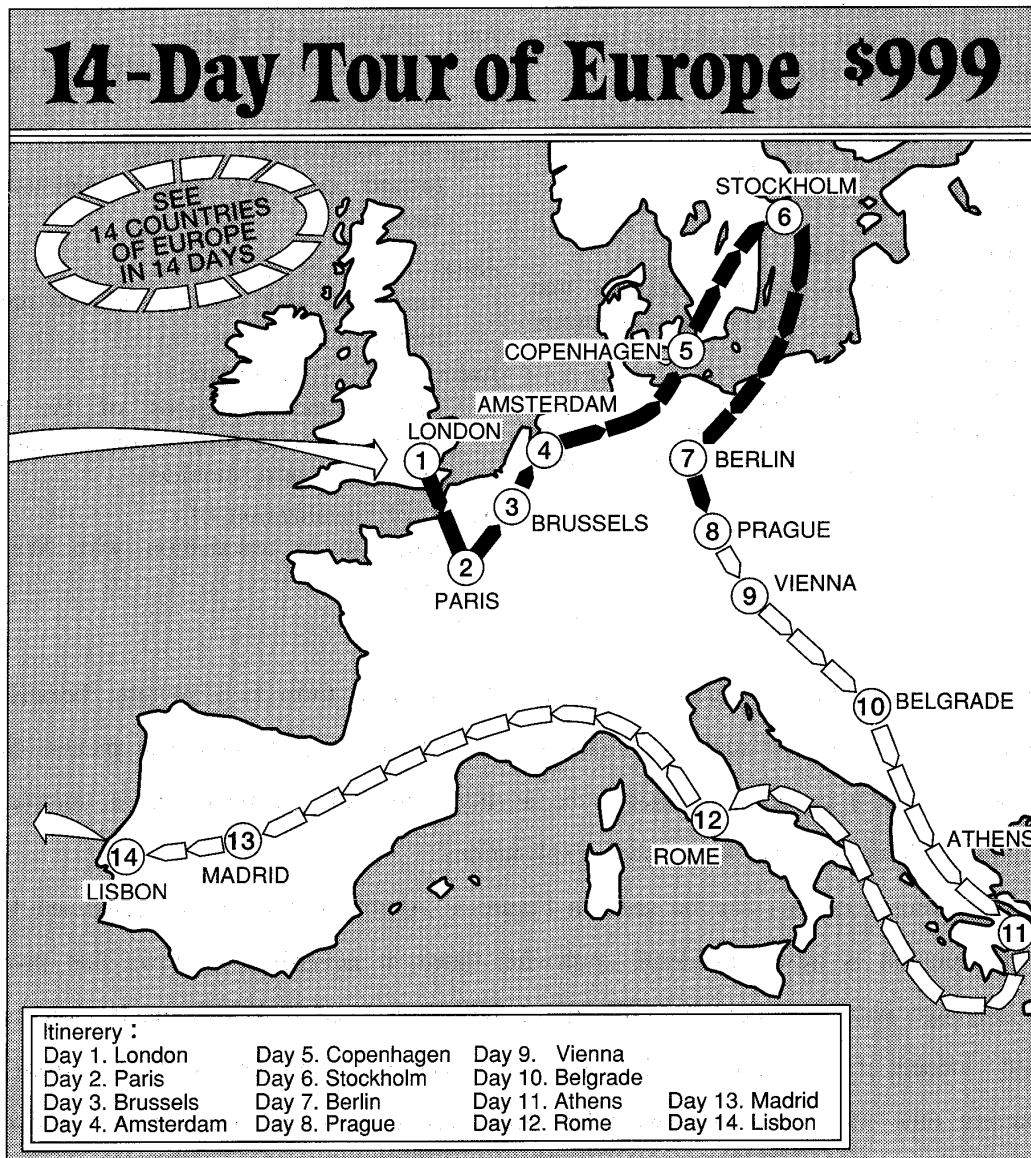 14-Day Tour of Europe $999
SEE
14 COUNTRIES
OF EUROPE
IN 14 DAYS
STOCKHOLM
6
COPENHAGEN 5
AMSTERDAM
4
LONDON
1
7 BERLIN
3
BRUSSELS
8 PRAGUE
2
PARIS
9 VIENNA
10 BELGRADE
12
ROME
13
MADRID
14
LISBON
ATHENS
11
Itinerery :
Day 1. London
Day 2. Paris
Day 3. Brussels
Day 4. Amsterdam
Day 5. Copenhagen
Day 6. Stockholm
Day 7. Berlin
Day 8. Prague
Day 9. Vienna
Day 10. Belgrade
Day 11. Athens
Day 12. Rome
Day 13. Madrid
Day 14. Lisbon